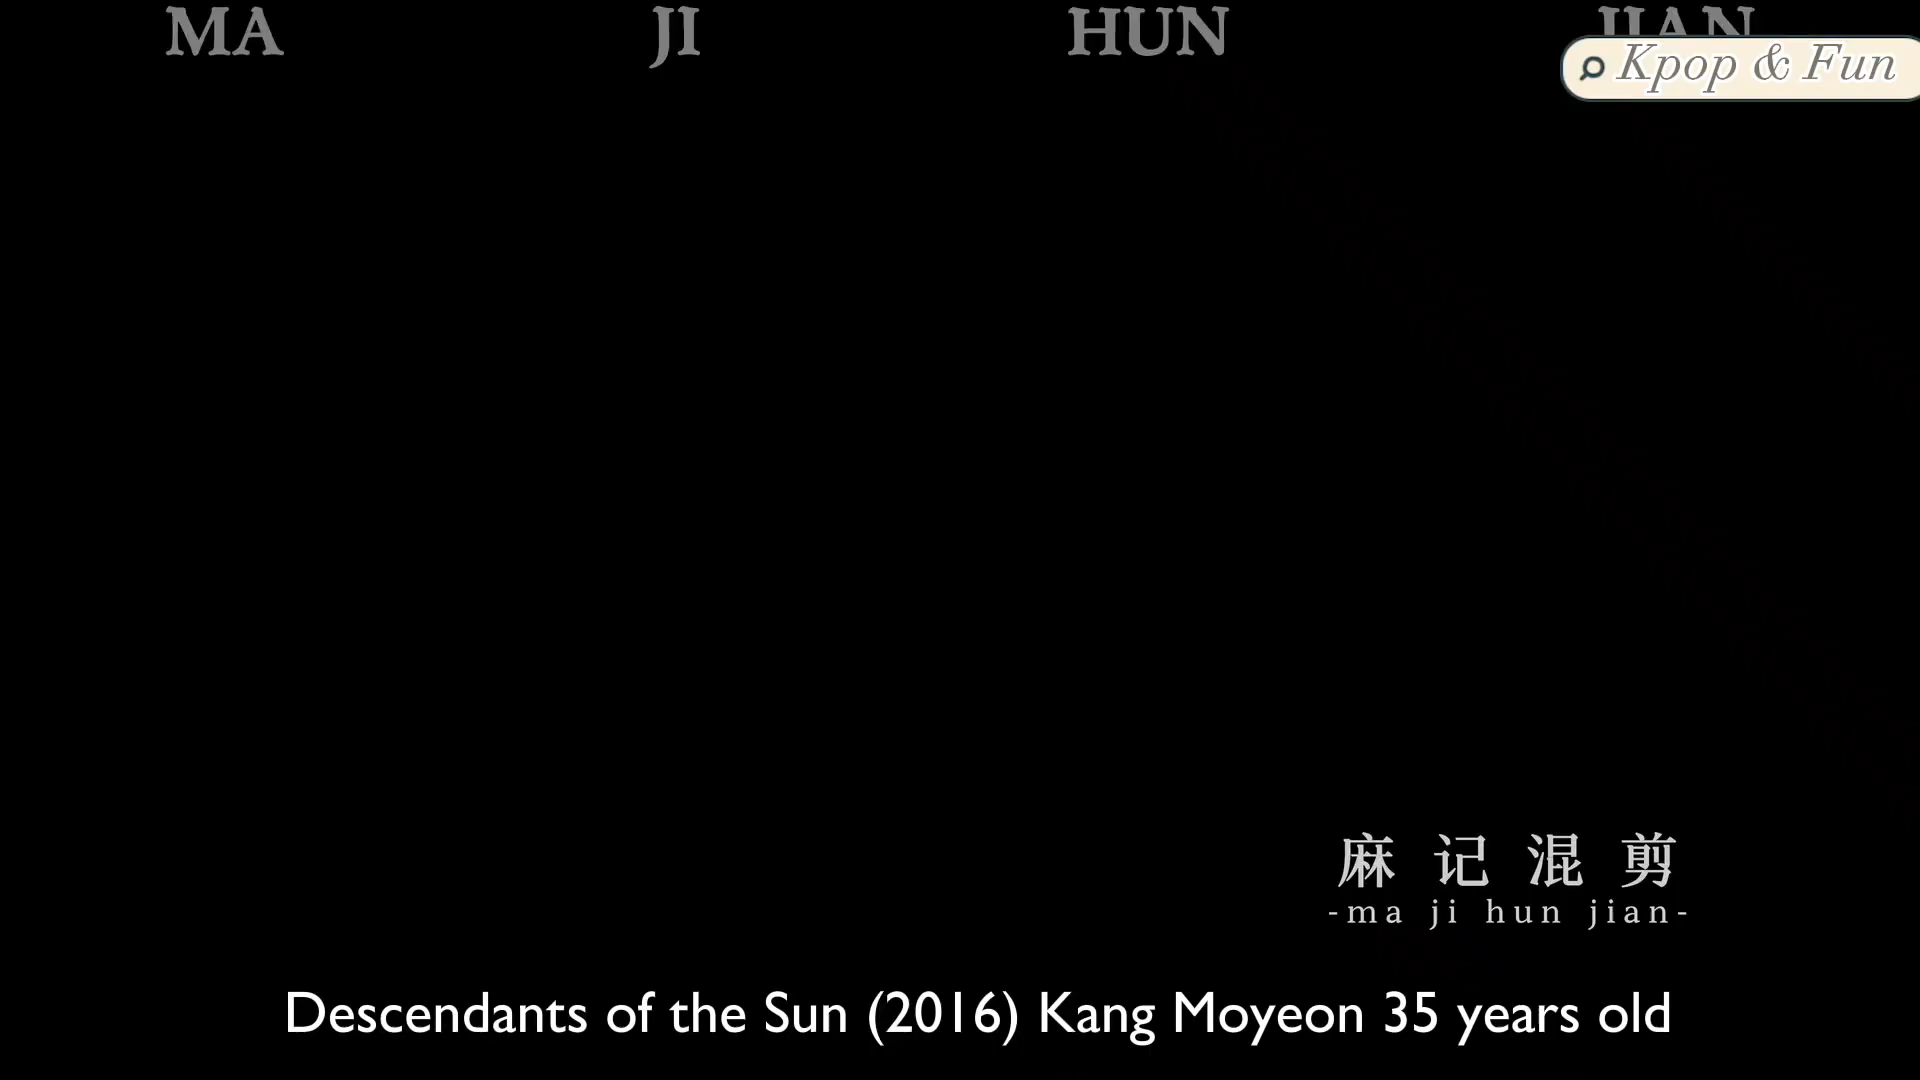 MA JI HUN JIAN
Kpop & Fun
麻记混剪
-ma ji hun jian-
Descendants of the Sun (2016) Kang Moyeon 35 years old